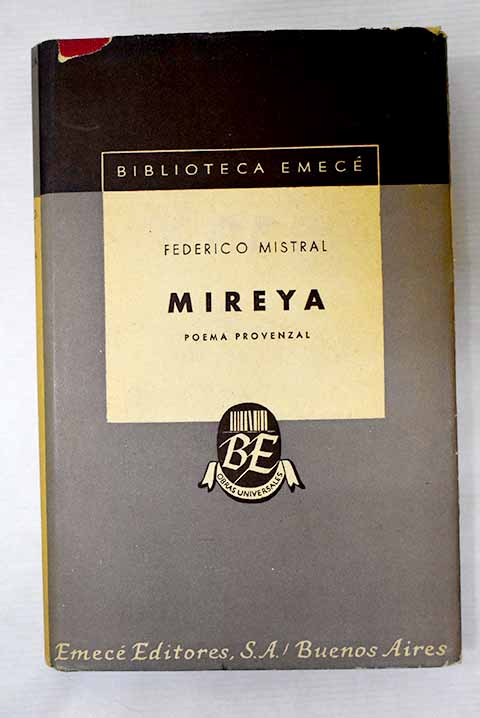 BIBLIOTECA EMECÉ
FEDERICO MISTRAL
MIREYA
POEMA PROVENZAL
BE
OBRAS UNIVERSALES
Emecé Editores, S.A./ Buenos Aires